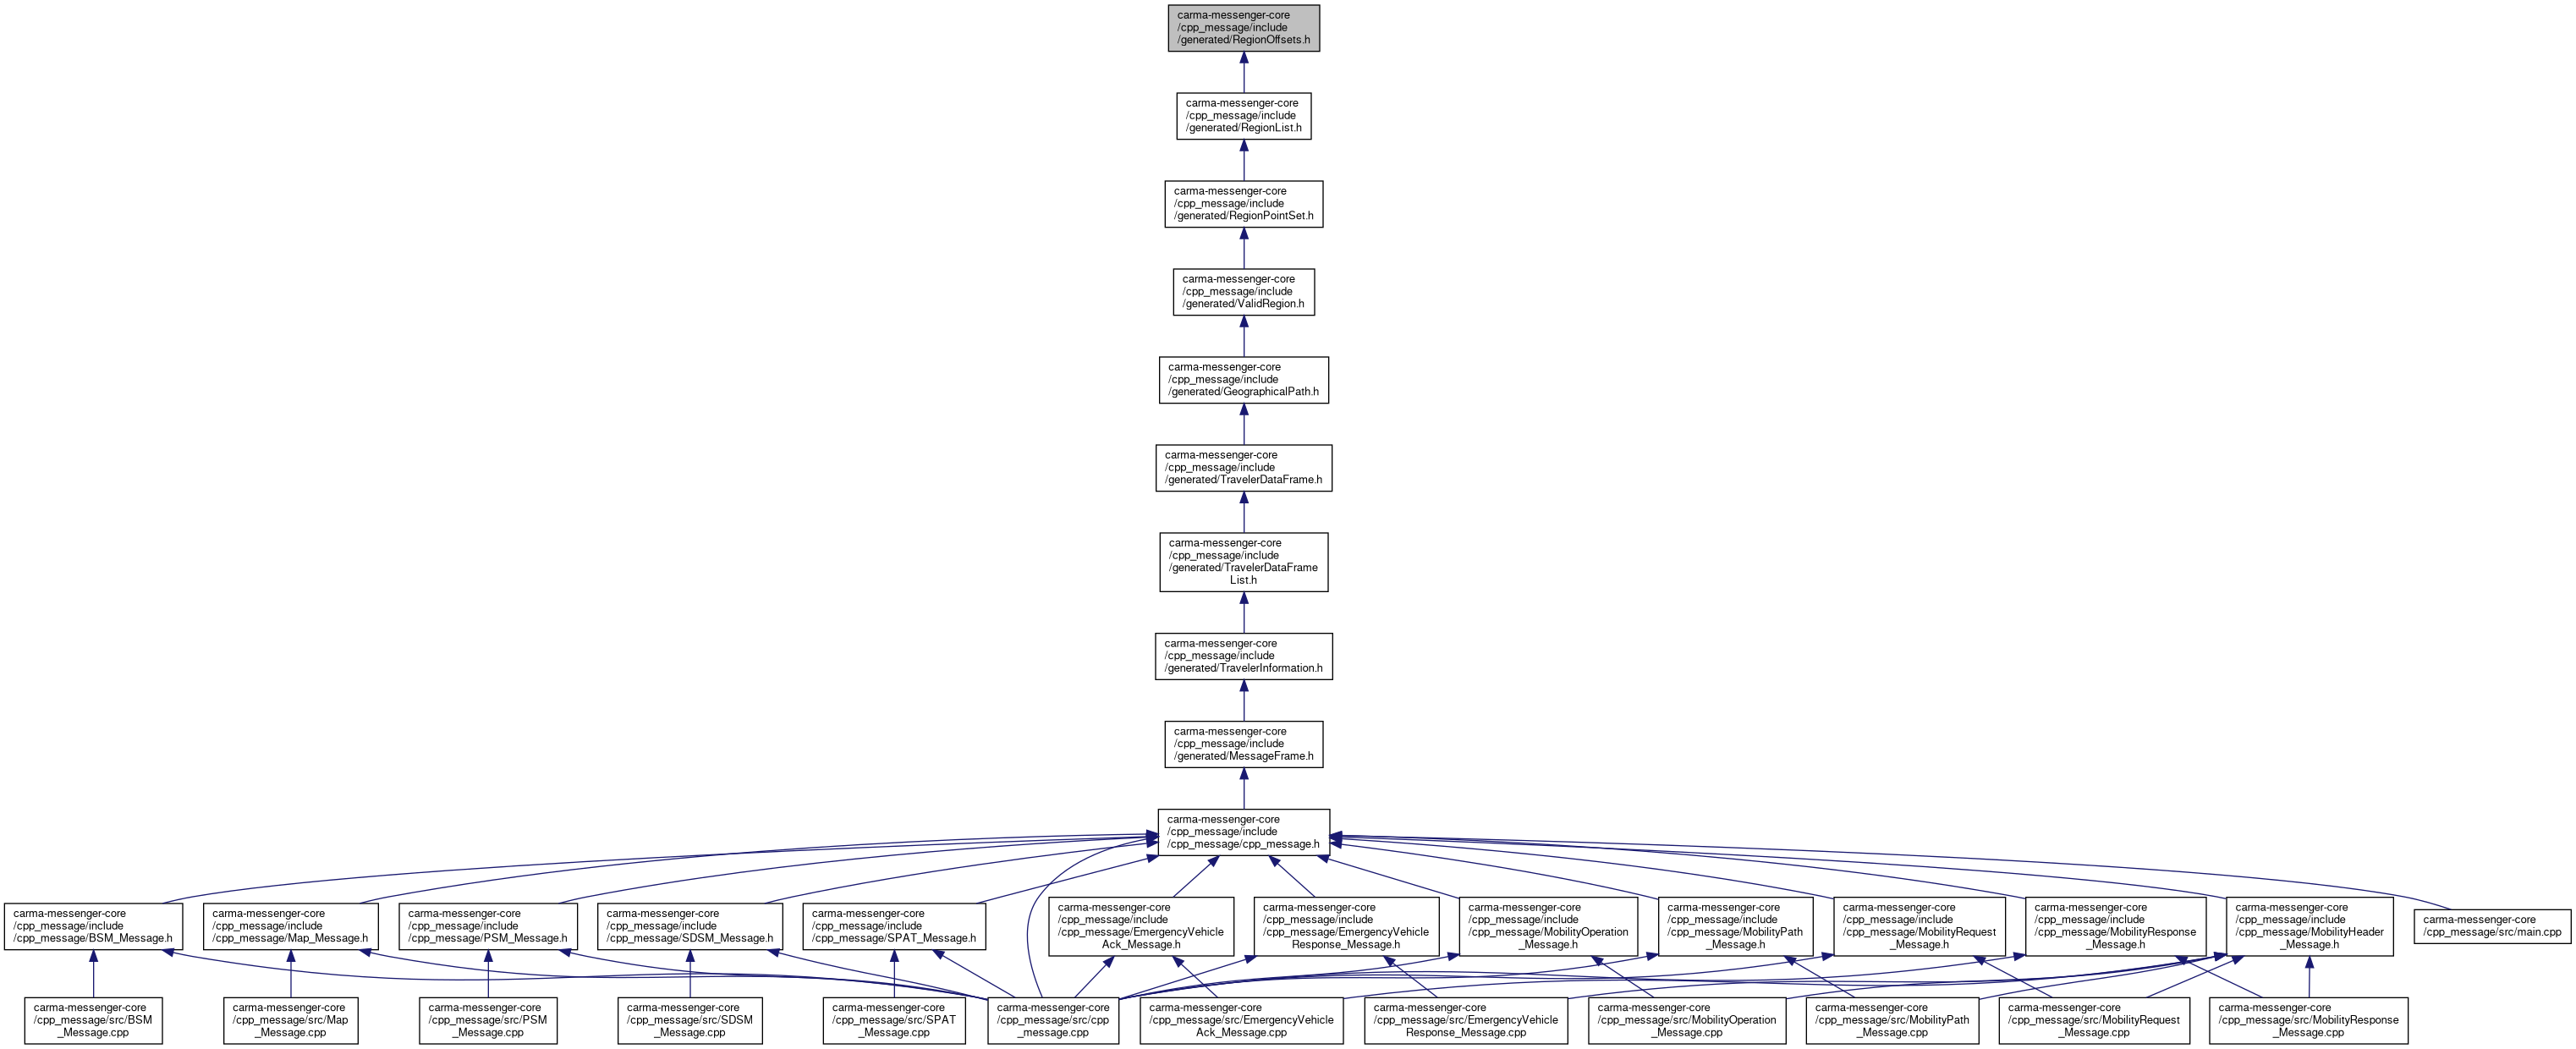 carma-messenger-core
/cpp_message/include
/generated/RegionOffsets.h
carma-messenger-core
/cpp_message/include
/generated/RegionList.h
carma-messenger-core
/cpp_message/include
/generated/RegionPointSet.h
carma-messenger-core
/cpp_message/include
/generated/ValidRegion.h
carma-messenger-core
/cpp_message/include
/generated/GeographicalPath.h
carma-messenger-core
/cpp_message/include
/generated/TravelerDataFrame.h
carma-messenger-core
/cpp_message/include
/generated/TravelerDataFrame
List.h
carma-messenger-core
/cpp_message/include
/generated/TravelerInformation.h
carma-messenger-core
/cpp_message/include
/generated/MessageFrame.h
carma-messenger-core
/cpp_message/include
/cpp_message/cpp_message.h
carma-messenger-core
/cpp_message/include
/cpp_message/BSM_Message.h
carma-messenger-core
/cpp_message/include
/cpp_message/Map_Message.h
carma-messenger-core
/cpp_message/include
/cpp_message/PSM_Message.h
carma-messenger-core
/cpp_message/include
/cpp_message/SDSM_Message.h
carma-messenger-core
/cpp_message/include
/cpp_message/SPAT_Message.h
carma-messenger-core
/cpp_message/include
/cpp_message/EmergencyVehicle
Ack_Message.h
carma-messenger-core
/cpp_message/include
/cpp_message/EmergencyVehicle
Response_Message.h
carma-messenger-core
/cpp_message/include
/cpp_message/MobilityOperation
_Message.h
carma-messenger-core
/cpp_message/include
/cpp_message/MobilityPath
_Message.h
carma-messenger-core
/cpp_message/include
/cpp_message/MobilityRequest
_Message.h
carma-messenger-core
/cpp_message/include
/cpp_message/MobilityResponse
_Message.h
carma-messenger-core
/cpp_message/include
/cpp_message/MobilityHeader
_Message.h
carma-messenger-core
/cpp_message/src/main.cpp
carma-messenger-core
/cpp_message/src/BSM
_Message.cpp
carma-messenger-core
/cpp_message/src/Map
_Message.cpp
carma-messenger-core
/cpp_message/src/PSM
_Message.cpp
carma-messenger-core
/cpp_message/src/SDSM
_Message.cpp
carma-messenger-core
/cpp_message/src/SPAT
_Message.cpp
carma-messenger-core
/cpp_message/src/cpp
_message.cpp
carma-messenger-core
/cpp_message/src/EmergencyVehicle
Ack_Message.cpp
carma-messenger-core
/cpp_message/src/EmergencyVehicle
Response_Message.cpp
carma-messenger-core
/cpp_message/src/MobilityOperation
_Message.cpp
carma-messenger-core
/cpp_message/src/MobilityPath
_Message.cpp
carma-messenger-core
/cpp_message/src/MobilityRequest
_Message.cpp
carma-messenger-core
/cpp_message/src/MobilityResponse
_Message.cpp